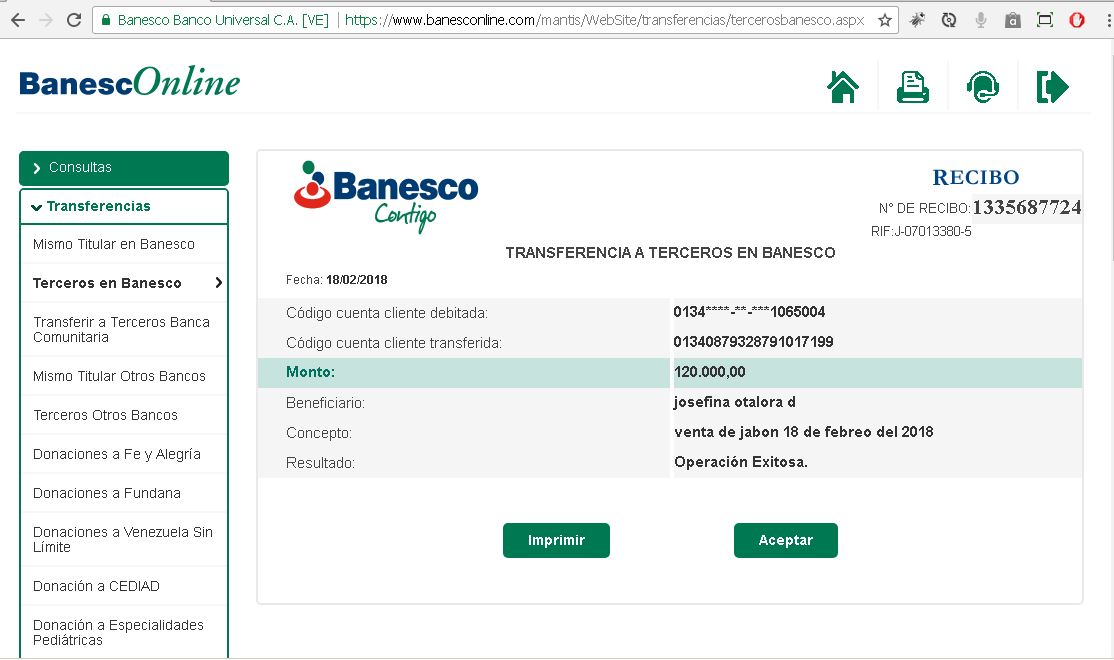 Banesco Banco Universal C.A. [VE] | https://www.banesconline.com/mantis/WebSite/transferencias/tercerosbanesco.aspx
BanescOnline
Consultas
Transferencias
Mismo Titular en Banesco
Terceros en Banesco
Transferir a Terceros Banca
Comunitaria
Mismo Titular Otros Bancos
Terceros Otros Bancos
Donaciones a Fe y Alegría
Donaciones a Fundana
Donaciones a Venezuela Sin
Límite
Donación a CEDIAD
Donación a Especialidades
Pediátricas
Banesco
Contigo
RECIBO
N° DE RECIBO:1335687724
RIF:J-07013380-5
TRANSFERENCIA A TERCEROS EN BANESCO
Fecha: 18/02/2018
Código cuenta cliente debitada: 0134****-**-***1065004
Código cuenta cliente transferida: 01340879328791017199
Monto: 120.000,00
Beneficiario: josefina otalora d
Concepto: venta de jabon 18 de febreo del 2018
Resultado: Operación Exitosa.
Imprimir Aceptar